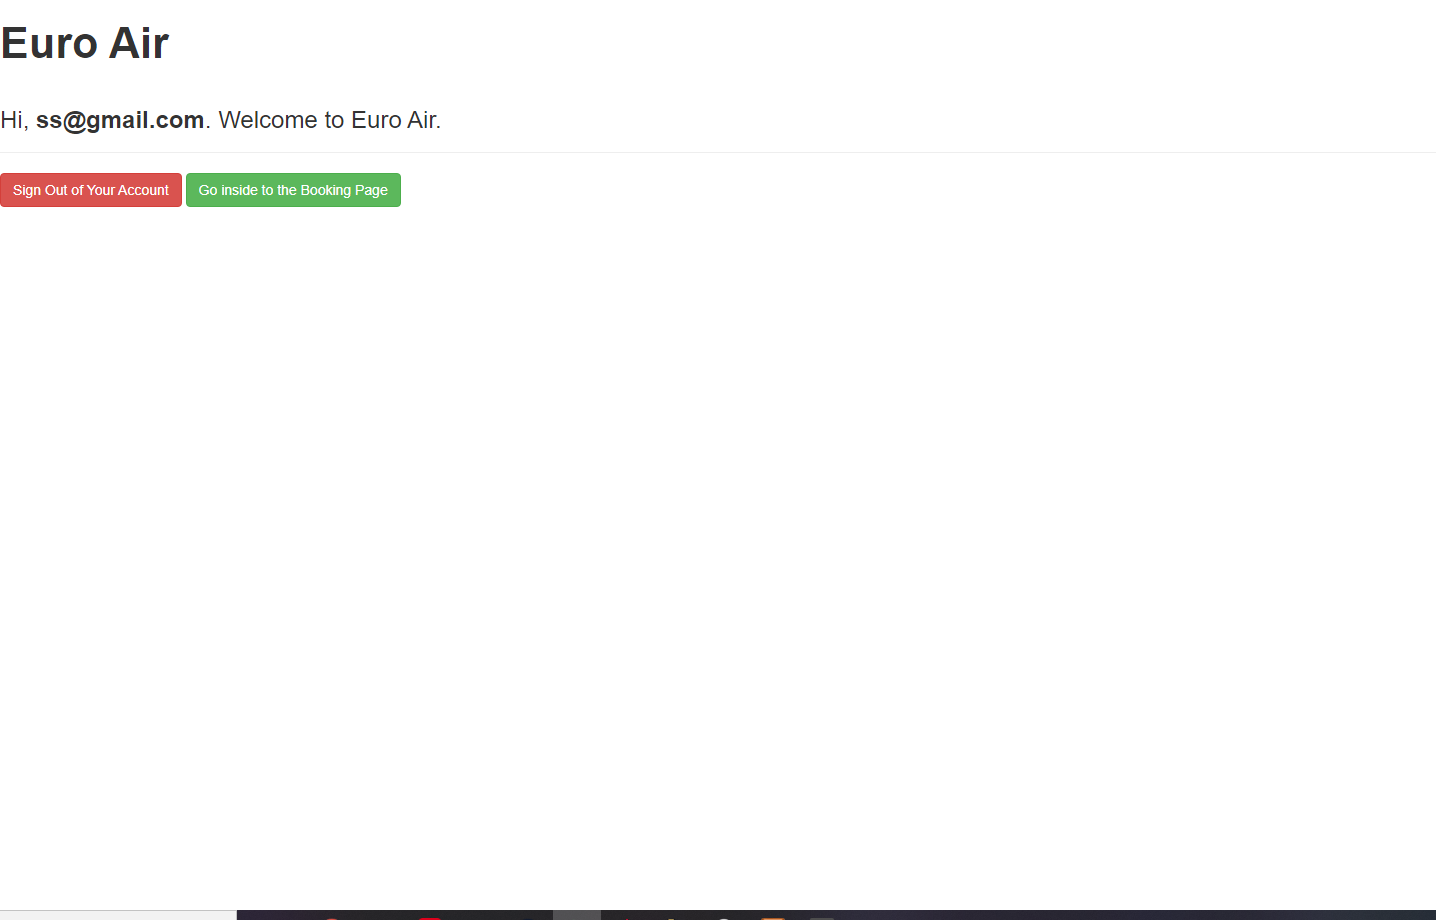 Euro Air
Hi, ss@gmail.com. Welcome to Euro Air.
Sign Out of Your Account Go inside to the Booking Page